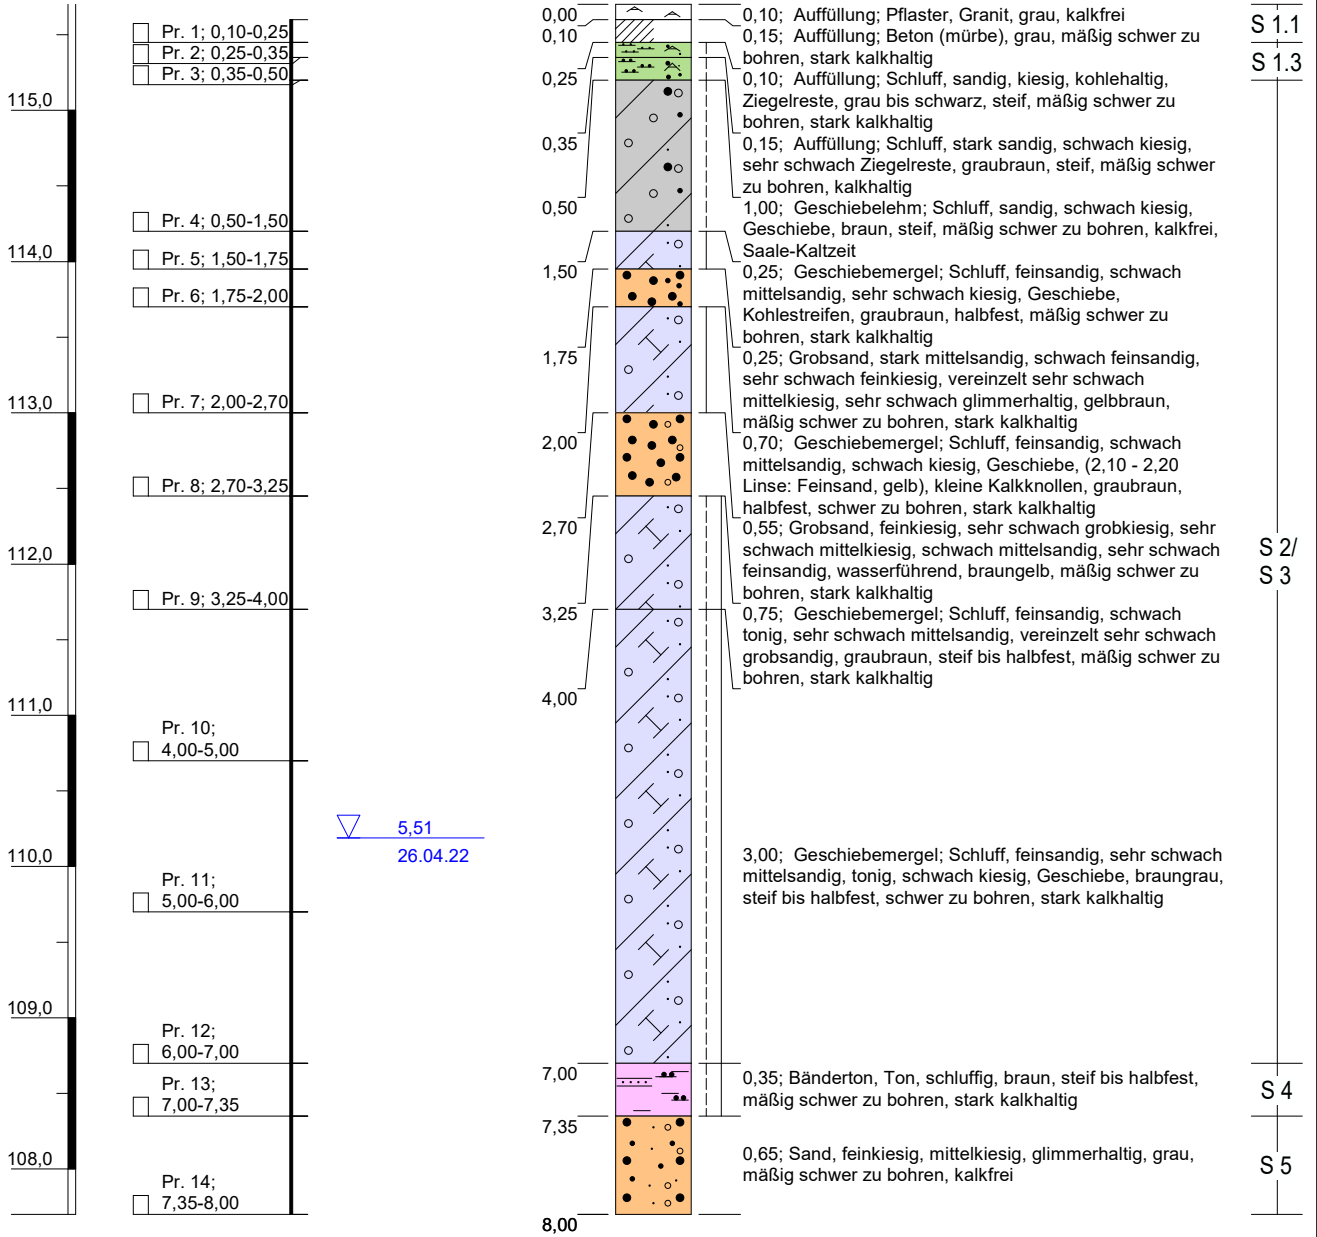 0,00
0,10; Auffüllung; Pflaster, Granit, grau, kalkfrei
S 1.1
Pr. 1; 0,10-0,25
0,10
0,15; Auffüllung; Beton (mürbe), grau, mäßig schwer zu
bohren, stark kalkhaltig
Pr. 2; 0,25-0,35
S 1.3
Pr. 3; 0,35-0,50
0,25
0,10; Auffüllung; Schluff, sandig, kiesig, kohlehaltig,
Ziegelreste, grau bis schwarz, steif, mäßig schwer zu
bohren, stark kalkhaltig
115,0
0,35
0,15; Auffüllung; Schluff, stark sandig, schwach kiesig,
sehr schwach Ziegelreste, graubraun, steif, mäßig schwer
zu bohren, kalkhaltig
Pr. 4; 0,50-1,50
0,50
1,00; Geschiebelehm; Schluff, sandig, schwach kiesig,
Geschiebe, braun, steif, mäßig schwer zu bohren, kalkfrei,
Saale-Kaltzeit
114,0
Pr. 5; 1,50-1,75
1,50
0,25; Geschiebemergel; Schluff, feinsandig, schwach
mittelsandig, sehr schwach kiesig, Geschiebe,
Kohlestreifen, graubraun, halbfest, mäßig schwer zu
bohren, stark kalkhaltig
Pr. 6; 1,75-2,00
1,75
0,25; Grobsand, stark mittelsandig, schwach feinsandig,
sehr schwach feinkiesig, vereinzelt sehr schwach
mittelkiesig, sehr schwach glimmerhaltig, gelbbraun,
mäßig schwer zu bohren, stark kalkhaltig
113,0
Pr. 7; 2,00-2,70
2,00
0,70; Geschiebemergel; Schluff, feinsandig, schwach
mittelsandig, schwach kiesig, Geschiebe, (2,10 - 2,20
Linse: Feinsand, gelb), kleine Kalkknollen, graubraun,
halbfest, schwer zu bohren, stark kalkhaltig
Pr. 8; 2,70-3,25
2,70
0,55; Grobsand, feinkiesig, sehr schwach grobkiesig, sehr
schwach mittelkiesig, schwach mittelsandig, sehr schwach
feinsandig, wasserführend, braungelb, mäßig schwer zu
bohren, stark kalkhaltig
112,0
S 2/
S 3
Pr. 9; 3,25-4,00
3,25
0,75; Geschiebemergel; Schluff, feinsandig, schwach
tonig, sehr schwach mittelsandig, vereinzelt sehr schwach
grobsandig, graubraun, steif bis halbfest, mäßig schwer zu
bohren, stark kalkhaltig
4,00
111,0
Pr. 10;
4,00-5,00
5,51
26.04.22
110,0
3,00; Geschiebemergel; Schluff, feinsandig, sehr schwach
mittelsandig, tonig, schwach kiesig, Geschiebe, braungrau,
steif bis halbfest, schwer zu bohren, stark kalkhaltig
Pr. 11;
5,00-6,00
109,0
Pr. 12;
6,00-7,00
7,00
0,35; Bänderton, Ton, schluffig, braun, steif bis halbfest,
mäßig schwer zu bohren, stark kalkhaltig
S 4
Pr. 13;
7,00-7,35
7,35
0,65; Sand, feinkiesig, mittelkiesig, glimmerhaltig, grau,
mäßig schwer zu bohren, kalkfrei
S 5
108,0
Pr. 14;
7,35-8,00
8,00